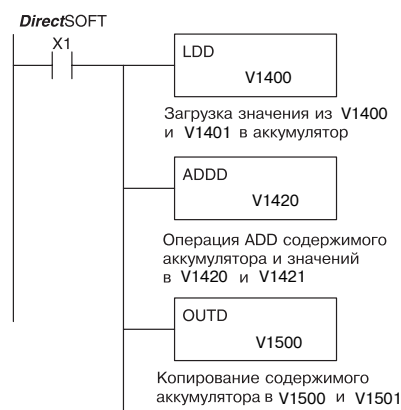 DirectSOFT
X1
LDD
V1400
Загрузка значения из V1400
и V1401 в аккумулятор
ADDD
V1420
Операция ADD содержимого
аккумулятора и значений
в V1420 и V1421
OUTD
V1500
Копирование содержимого
аккумулятора в V1500 и V1501